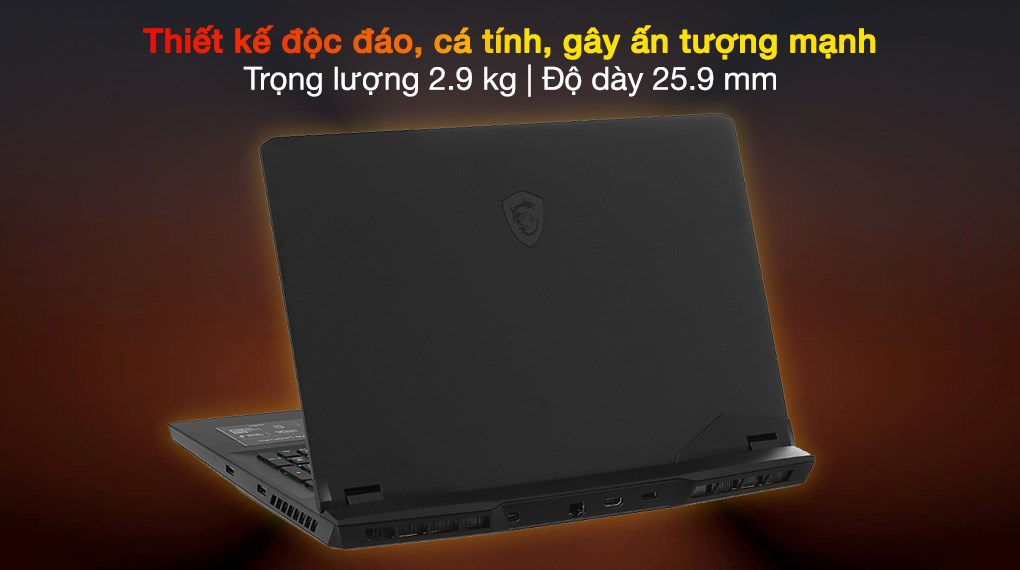 Thiết kế độc đáo, cá tính, gây ấn tượng mạnh
Trọng lượng 2.9 kg | Độ dày 25.9 mm